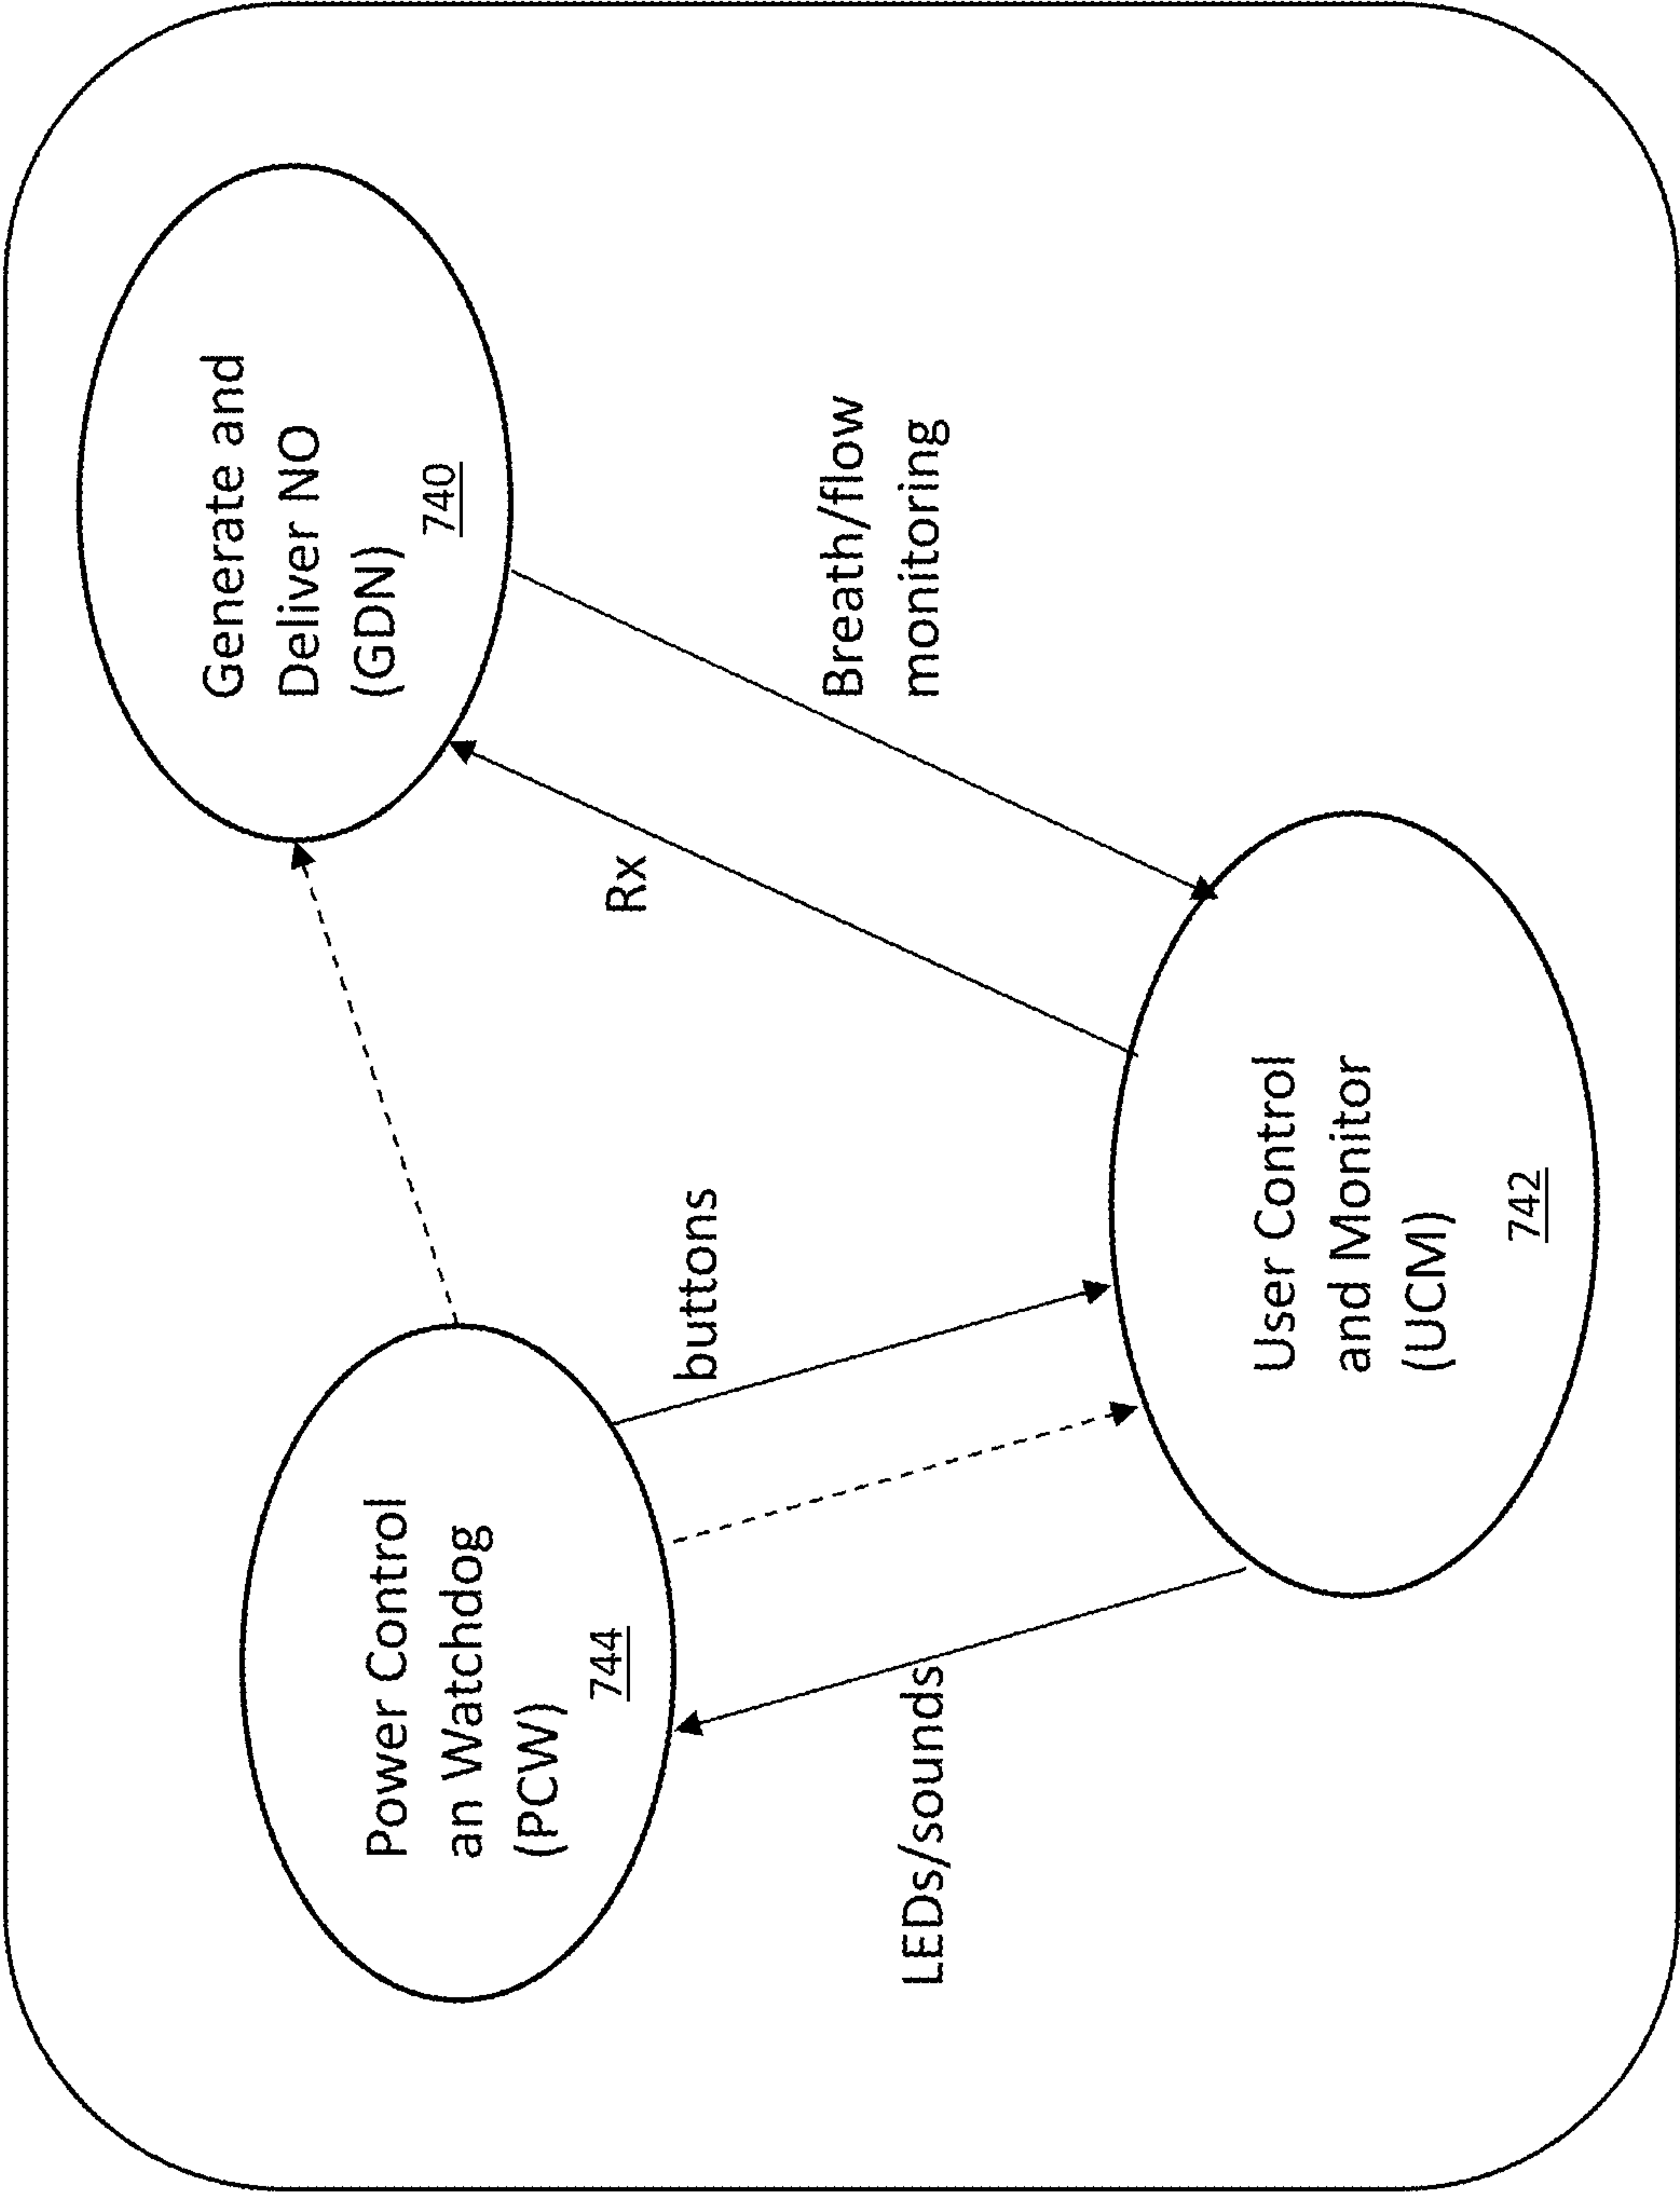 Power Control
an Watchdog
(PCW)
744
Generate and
Deliver NO
(GDN)
740
buttons
Rx
LEDs/sounds
Breath/flow
monitoring
User Control
and Monitor
(UCM)
742